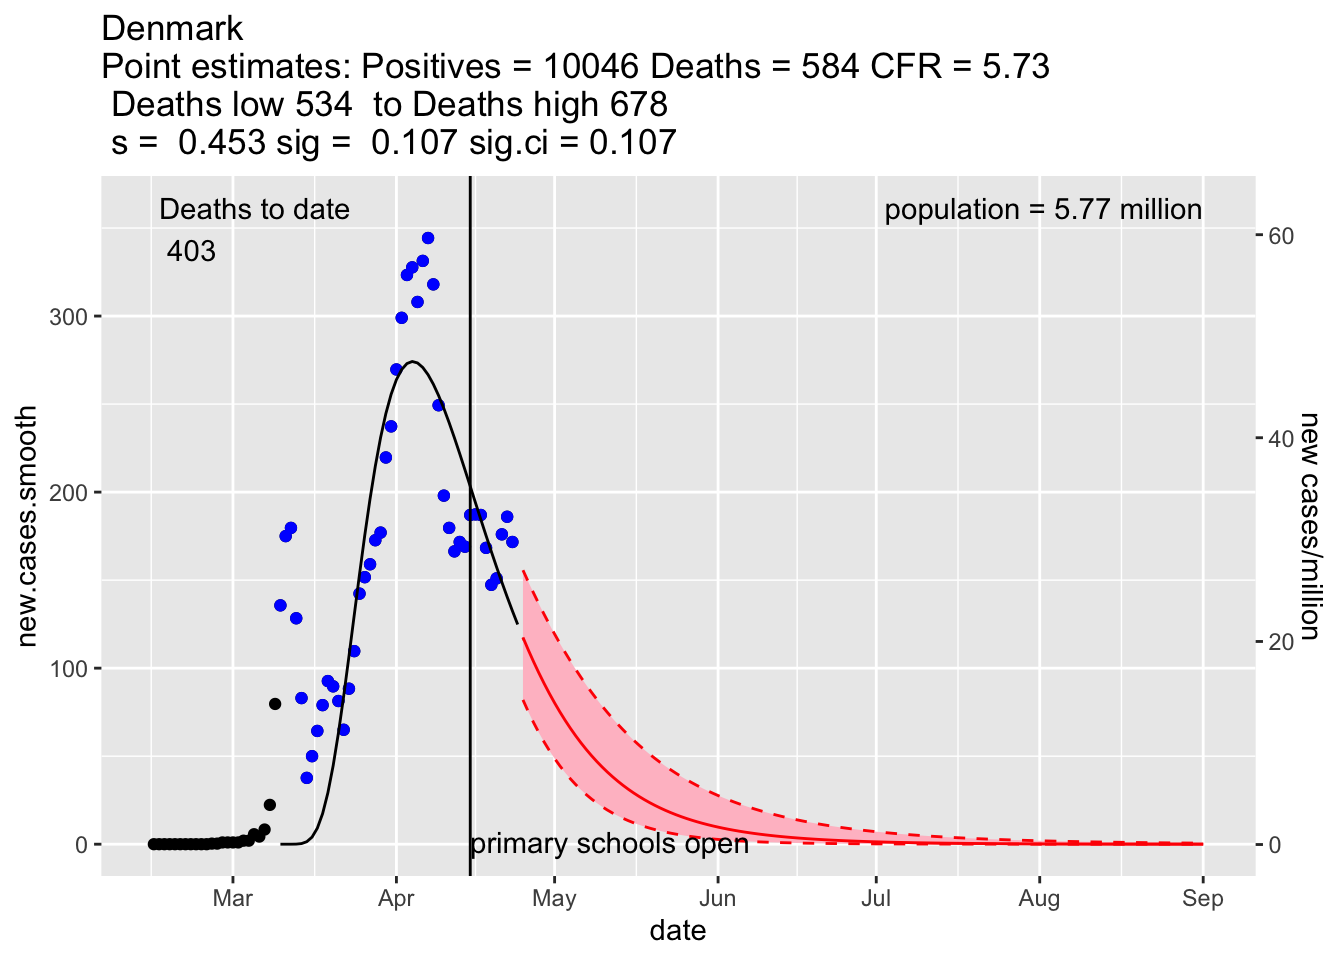 Denmark
Point estimates: Positives = 10046 Deaths = 584 CFR = 5.73
Deaths low 534  to Deaths high 678
s =  0.453 sig =  0.107 sig.ci = 0.107
Deaths to date
403
population = 5.77 million
300
200
100
0
new.cases.smooth
60
40
20
0
new cases/million
primary schools open
Mar Apr May Jun Jul Aug Sep
date